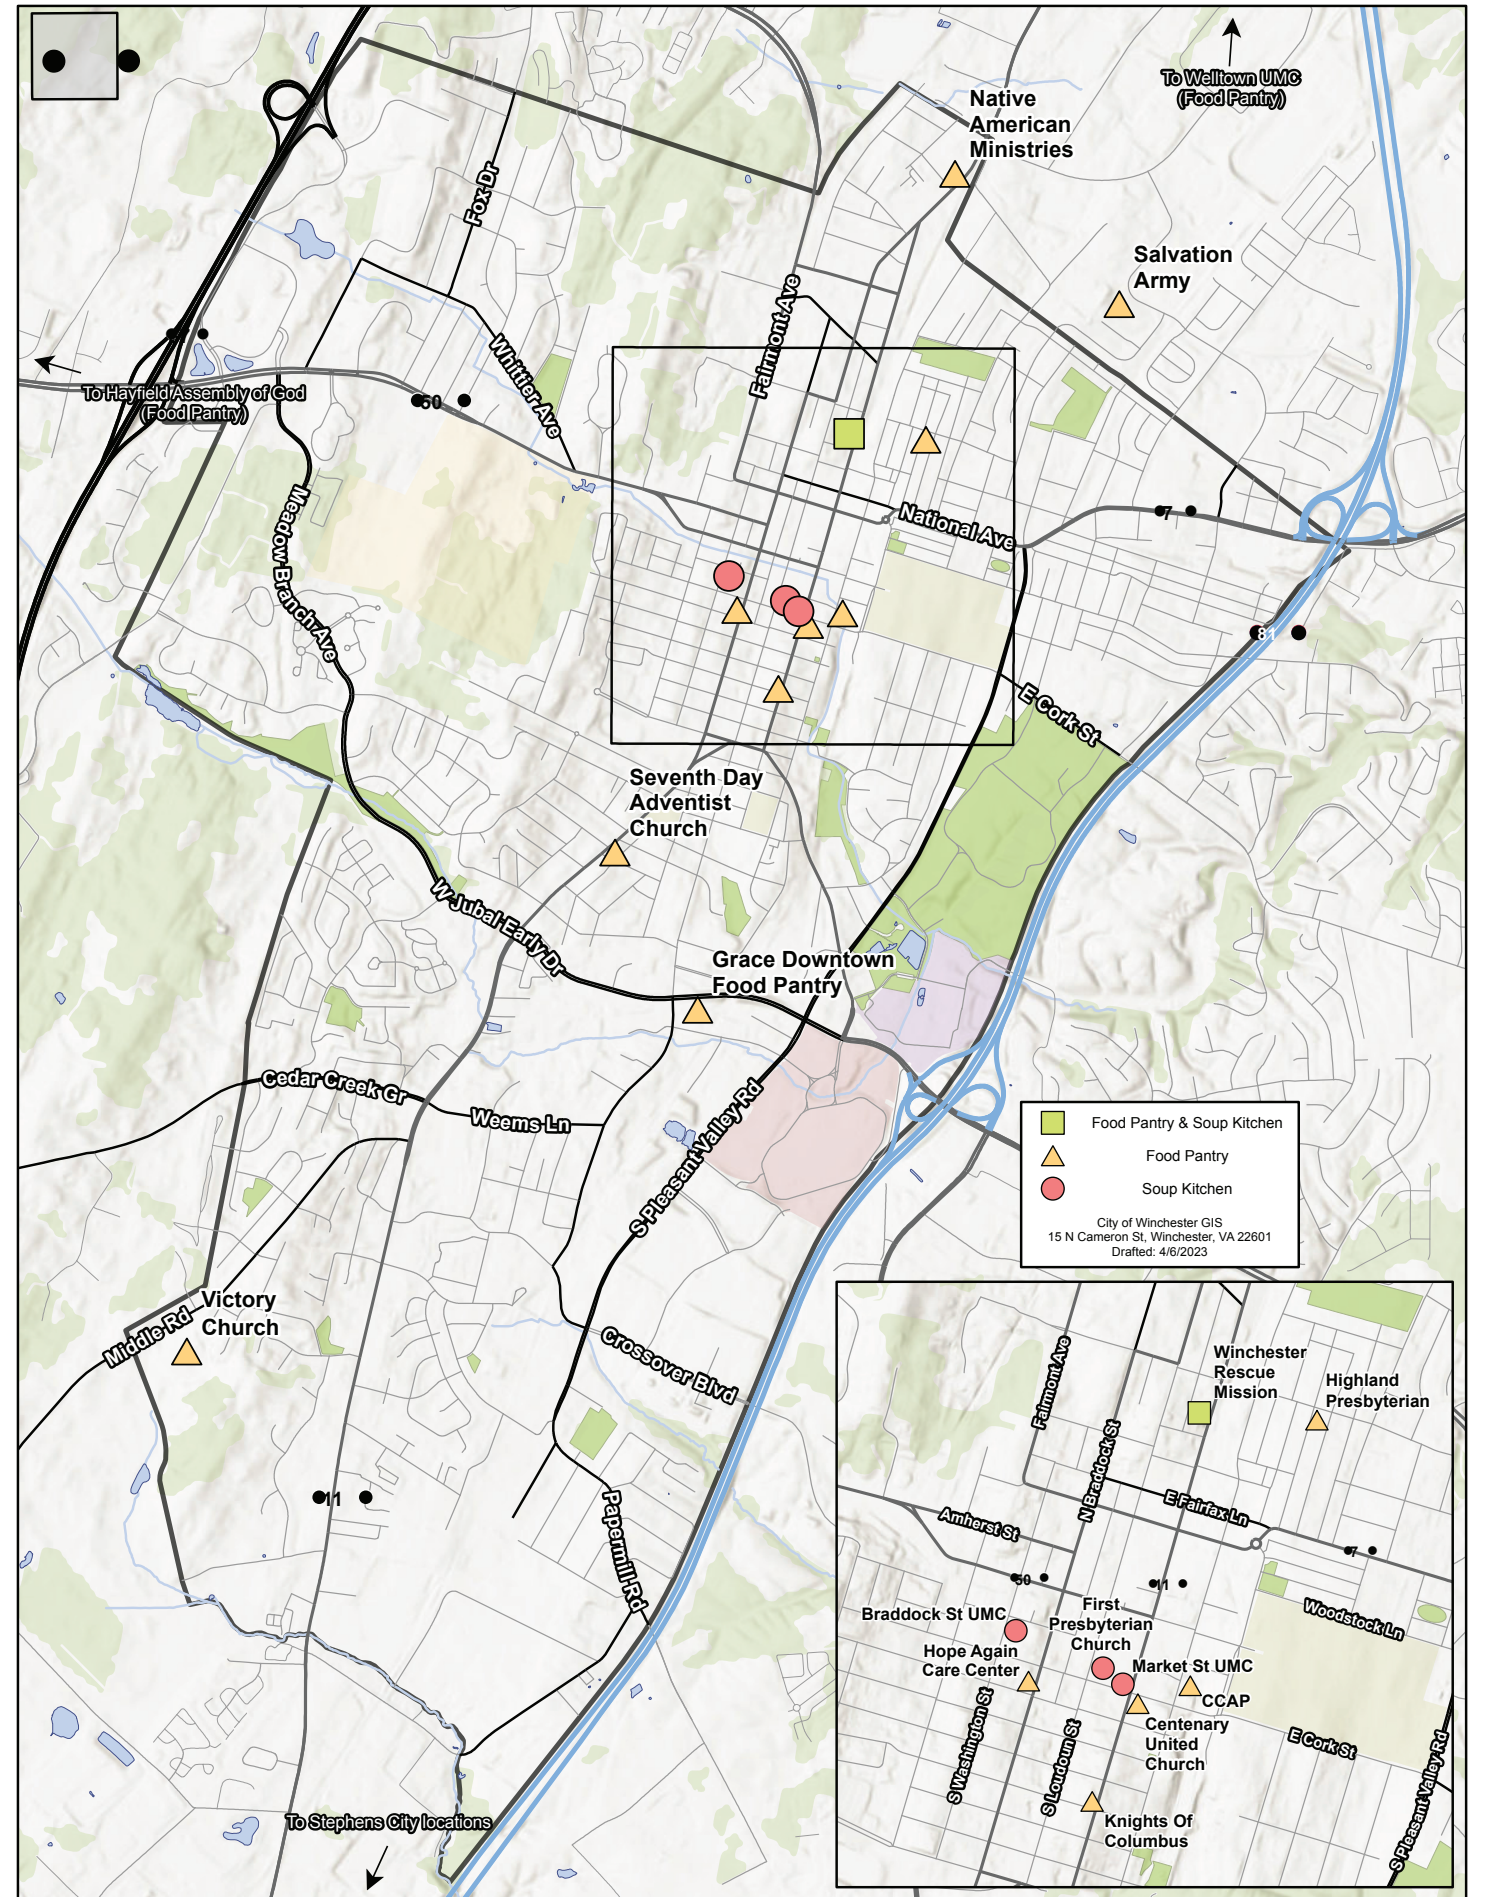 To Welltown UMC
(Food Pantry)
Native
American
Ministries
Fox Dr
Salvation
Army
Fairmont Ave
Whittier Ave
To Hayfield Assembly of God
(Food Pantry)
50
Meadow Branch Ave
National Ave
7
81
E Cork St
Seventh Day
Adventist
Church
W Jubal Early Dr
Grace Downtown
Food Pantry
Cedar Creek Gr
Weems Ln
S Pleasant Valley Rd
Food Pantry & Soup Kitchen
Food Pantry
Soup Kitchen
City of Winchester GIS
15 N Cameron St, Winchester, VA 22601
Drafted: 4/6/2023
Victory
Church
Middle Rd
Crossover Blvd
11
Papermill Rd
To Stephens City locations
Winchester
Rescue
Mission
Highland
Presbyterian
Fairmont Ave
N Braddock St
E Fairfax Ln
Amherst St
7
50
11
First
Presbyterian
Church
Braddock St UMC
Woodstock Ln
Hope Again
Care Center
Market St UMC
CCAP
Centenary
United
Church
S Washington St
S Loudoun St
E Cork St
S Pleasant Valley Rd
Knights Of
Columbus